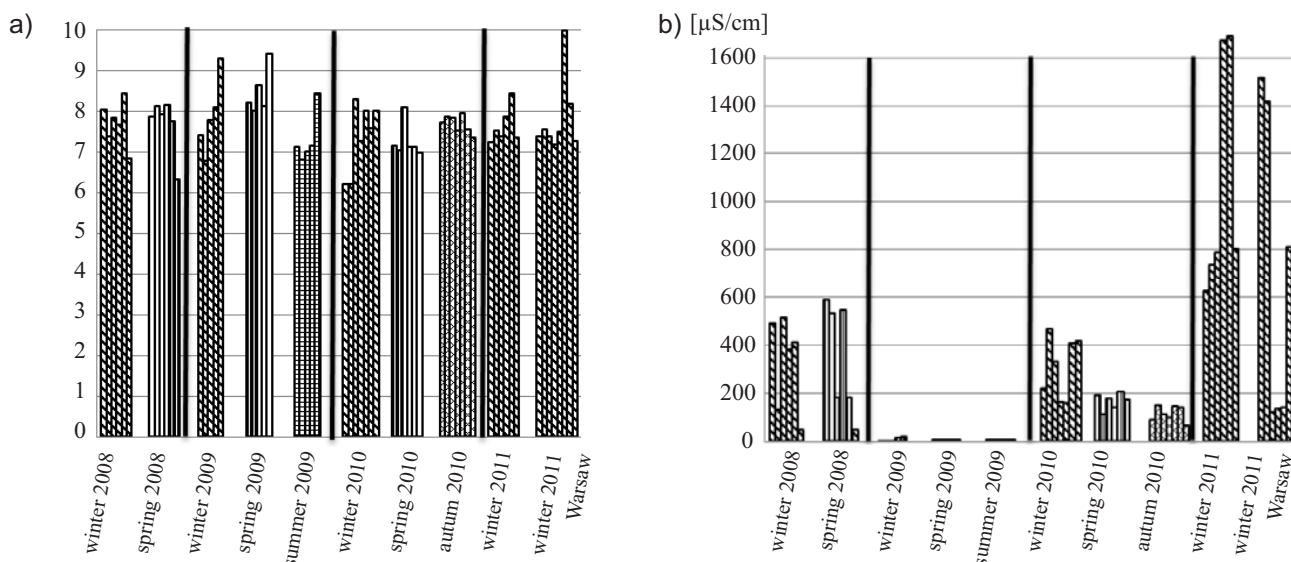 a)
10
9
8
7
6
5
4
3
2
1
0
winter 2008
spring 2008
winter 2009
spring 2009
summer 2009
winter 2010
spring 2010
autum 2010
winter 2011
winter 2011
Warsaw
b) [µS/cm]
1600
1400
1200
1000
800
600
400
200
0
winter 2008
spring 2008
winter 2009
spring 2009
summer 2009
winter 2010
spring 2010
autum 2010
winter 2011
winter 2011
Warsaw